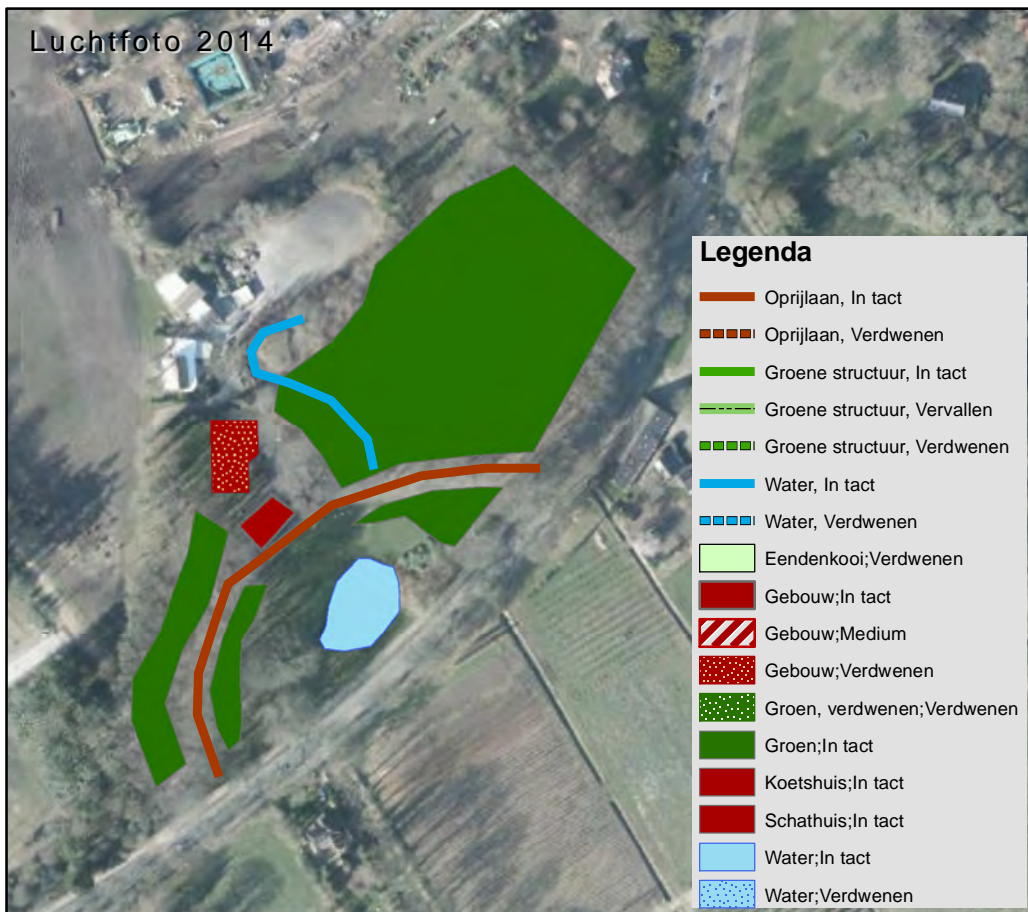 Luchtfoto 2014
Legenda
Oprijlaan, In tact
Oprijlaan, Verdwenen
Groene structuur, In tact
Groene structuur, Vervallen
Groene structuur, Verdwenen
Water, In tact
Water, Verdwenen
Eendenkooi;Verdwenen
Gebouw;In tact
Gebouw;Medium
Gebouw;Verdwenen
Groen, verdwenen;Verdwenen
Groen;In tact
Koetshuis;In tact
Schathuis;In tact
Water;In tact
Water;Verdwenen